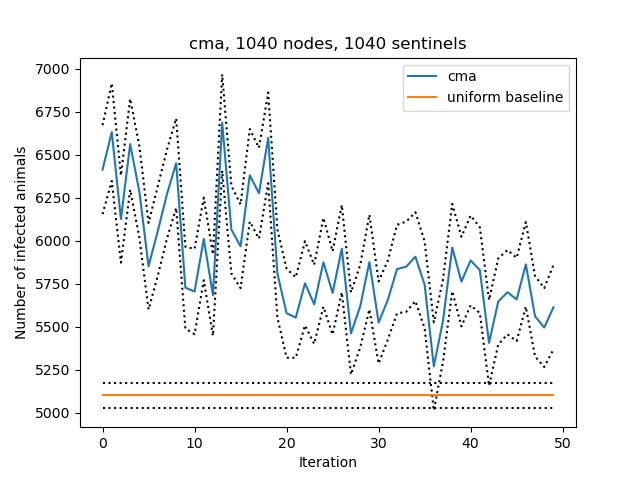 cma, 1040 nodes, 1040 sentinels
cma
uniform baseline
Number of infected animals
7000
6750
6500
6250
6000
5750
5500
5250
5000
0 10 20 30 40 50
Iteration